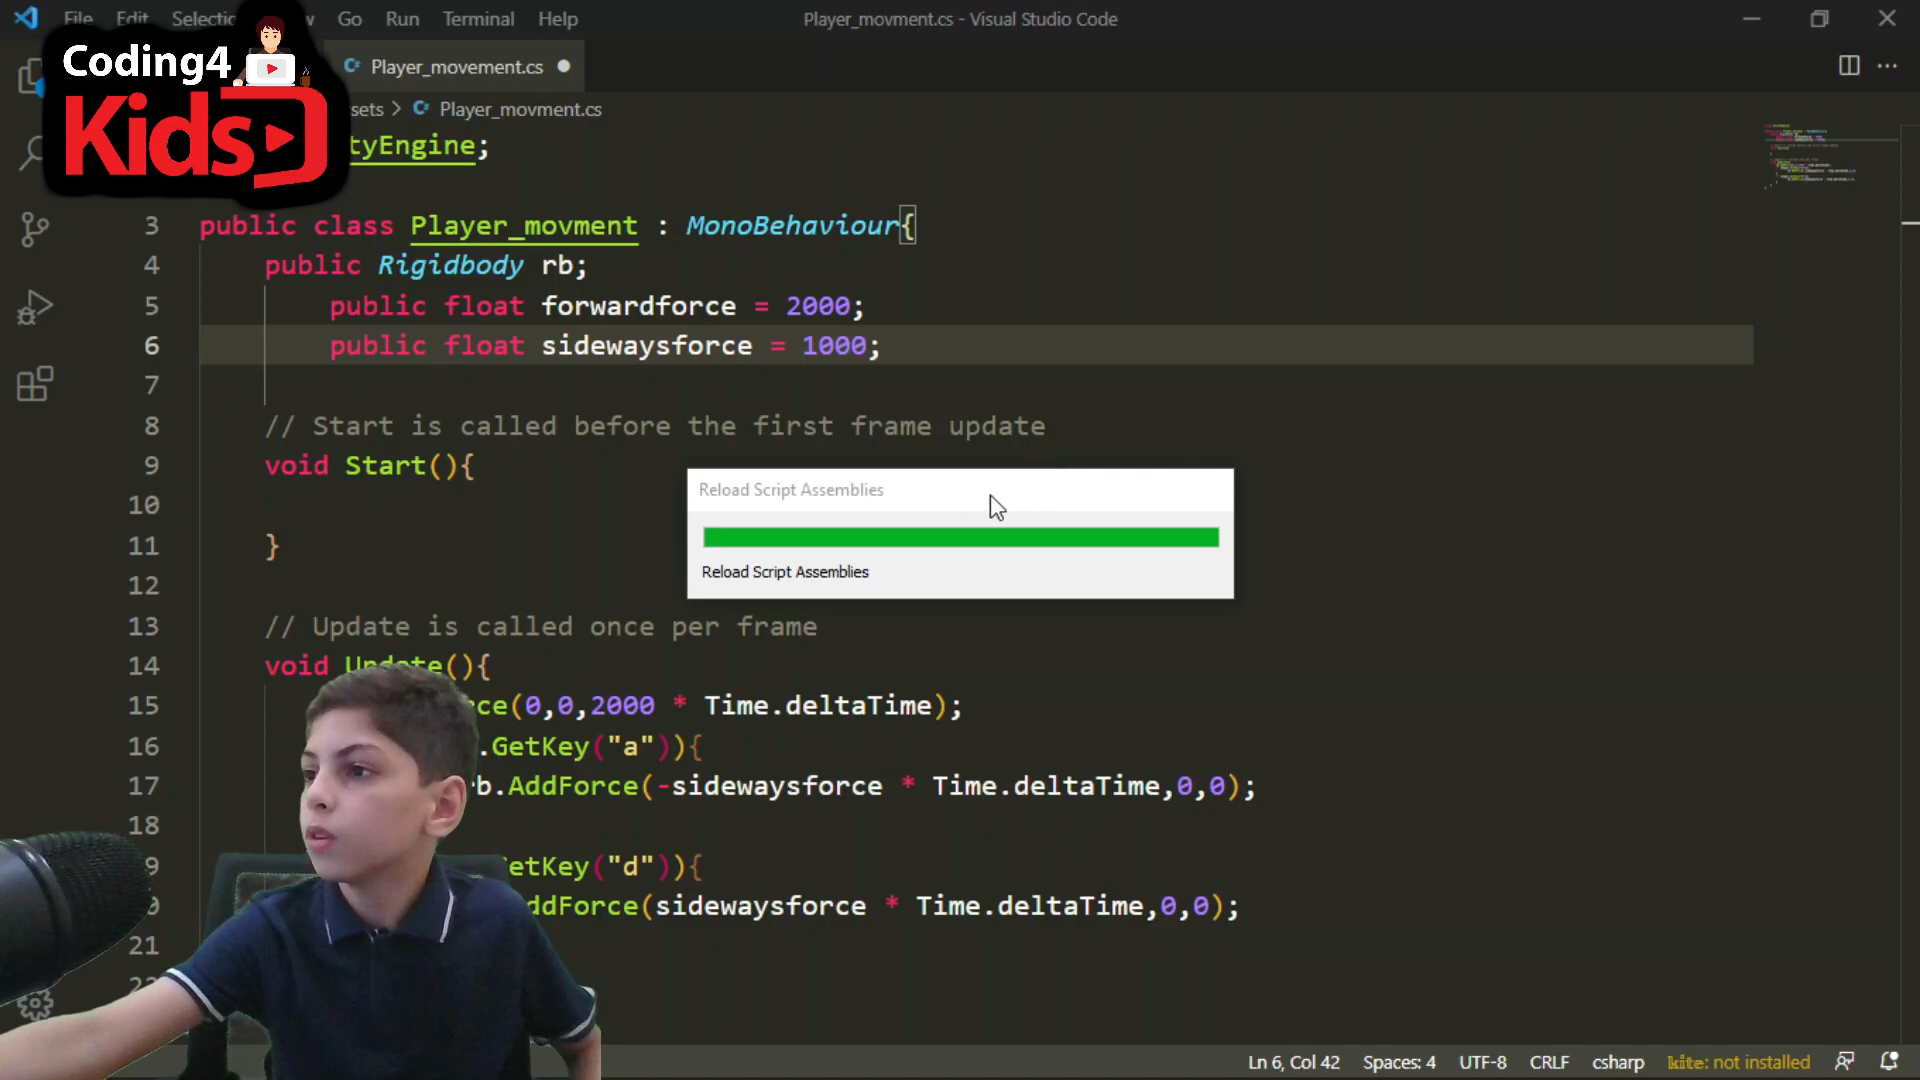 File Edit Selectio Go Run Terminal Help
Player_movment.cs - Visual Studio Code
Coding4
Kids
Player_movement.cs
sets > Player_movment.cs
tyEngine;
3 public class Player_movment : MonoBehaviour{
4 public Rigidbody rb;
5 public float forwardforce = 2000;
6 public float sidewaysforce = 1000;
7
8 // Start is called before the first frame update
9 void Start(){
10
11 }
12
13 // Update is called once per frame
14 void Update(){
15 ce(0,0,2000 * Time.deltaTime);
16 .GetKey("a")){
17 b.AddForce(-sidewaysforce * Time.deltaTime,0,0);
18
9 etKey("d")){
0 ddForce(sidewaysforce * Time.deltaTime,0,0);
21
Reload Script Assemblies
Reload Script Assemblies
Ln 6, Col 42 Spaces: 4 UTF-8 CRLF csharp kite: not installed